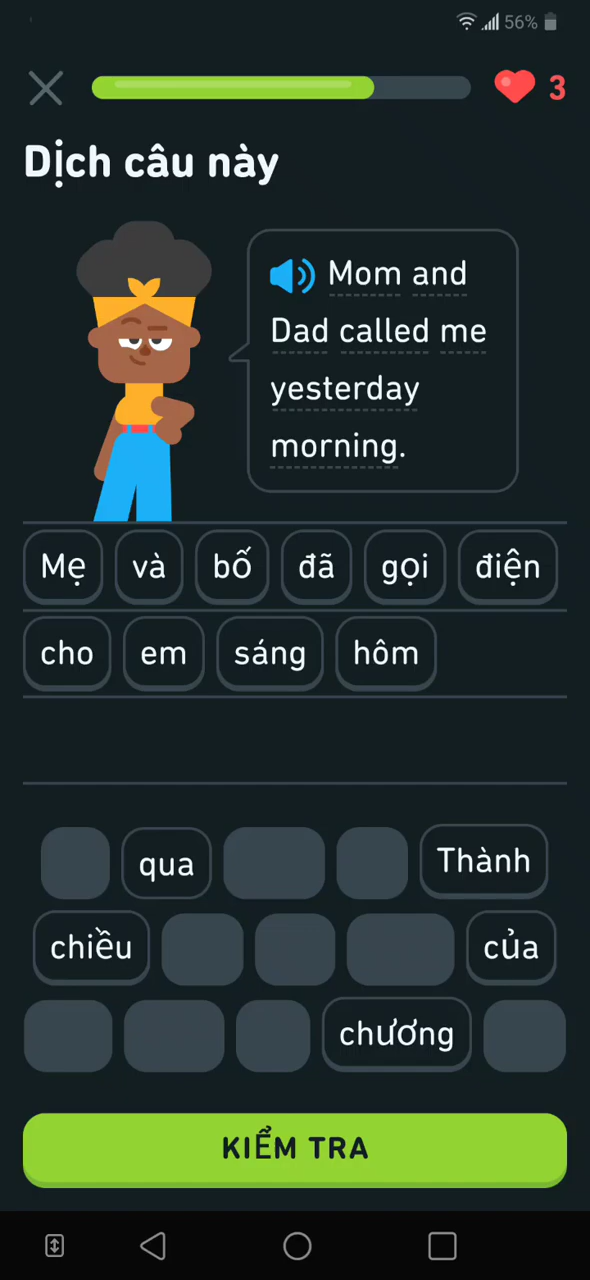 56%
3
Dịch câu này
Mom and
Dad called me
yesterday
morning.
Mẹ và bố đã gọi điện
cho em sáng hôm
qua Thành
chiều của
chương
KIỂM TRA